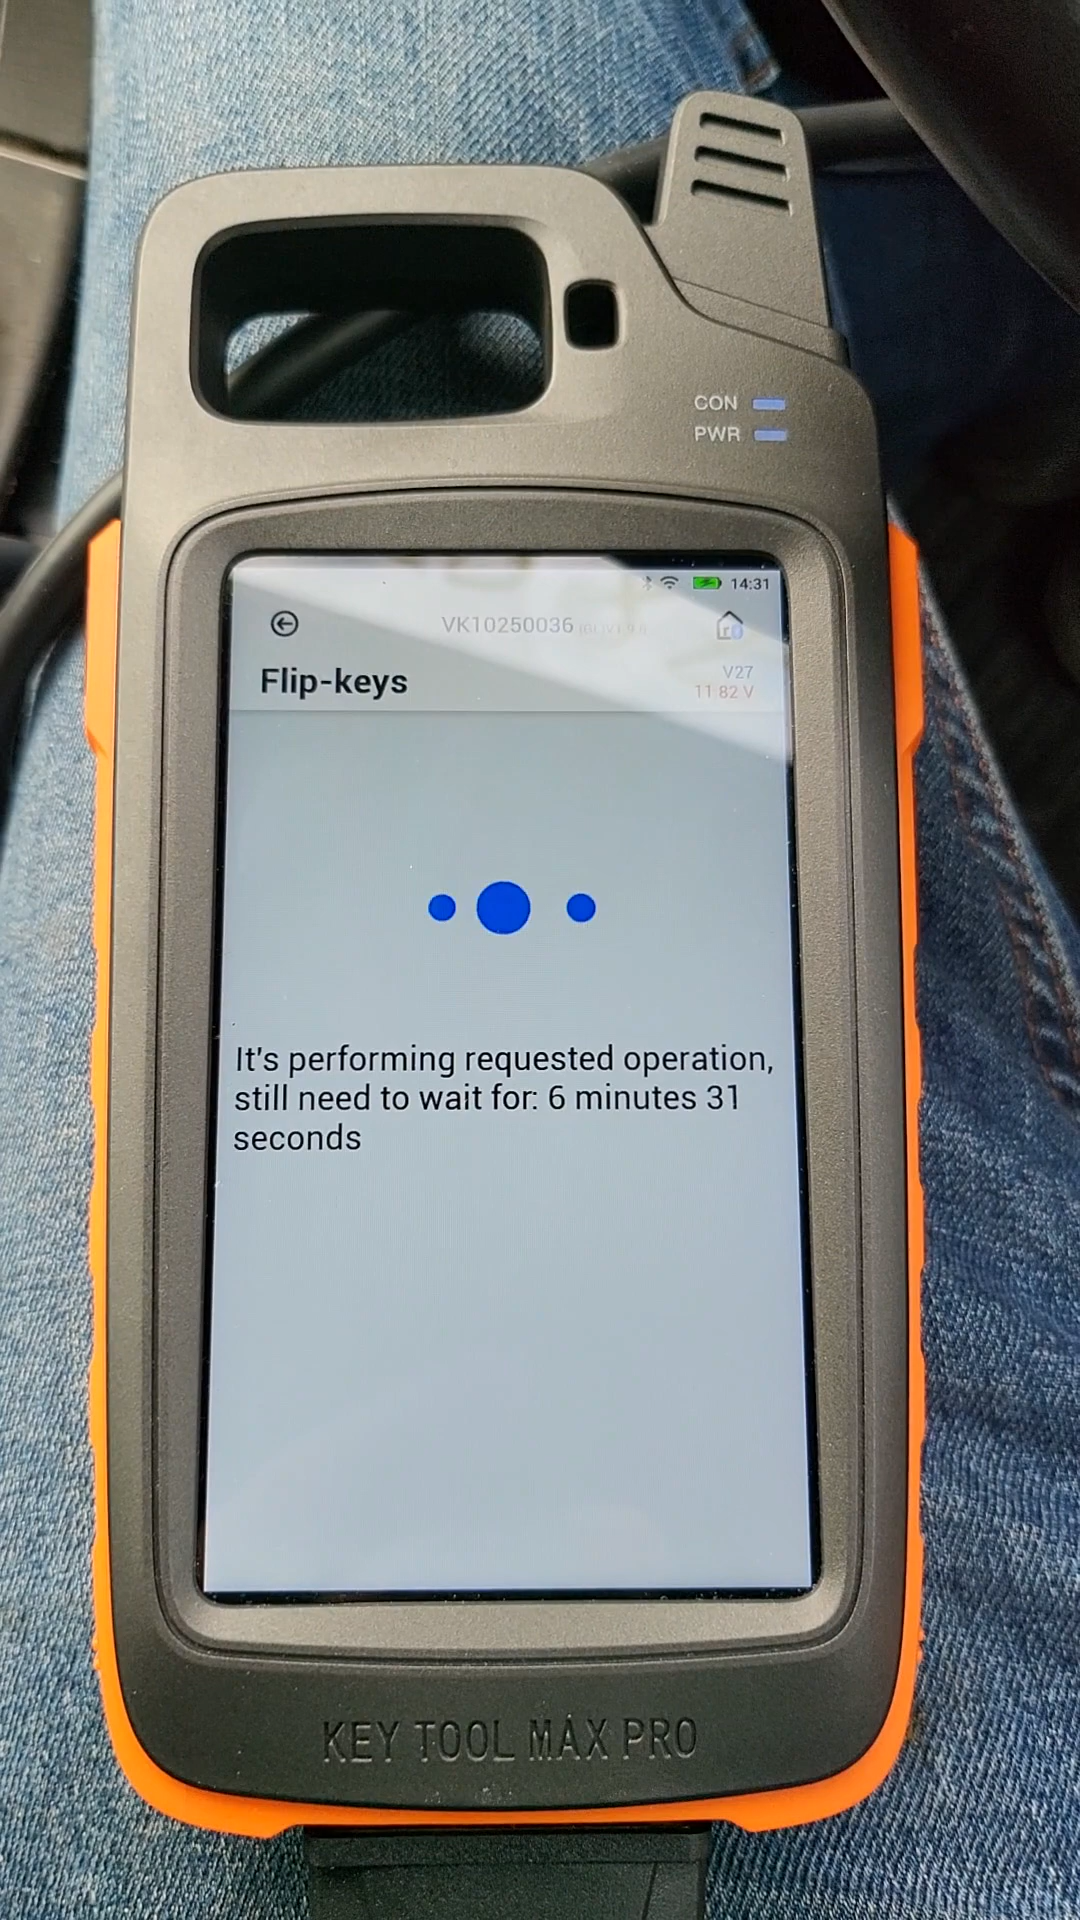 CON
PWR
14:31
VK10250036
Flip-keys
V27
11.82 V
It's performing requested operation,
still need to wait for: 6 minutes 31
seconds
KEY TOOL MAX PRO